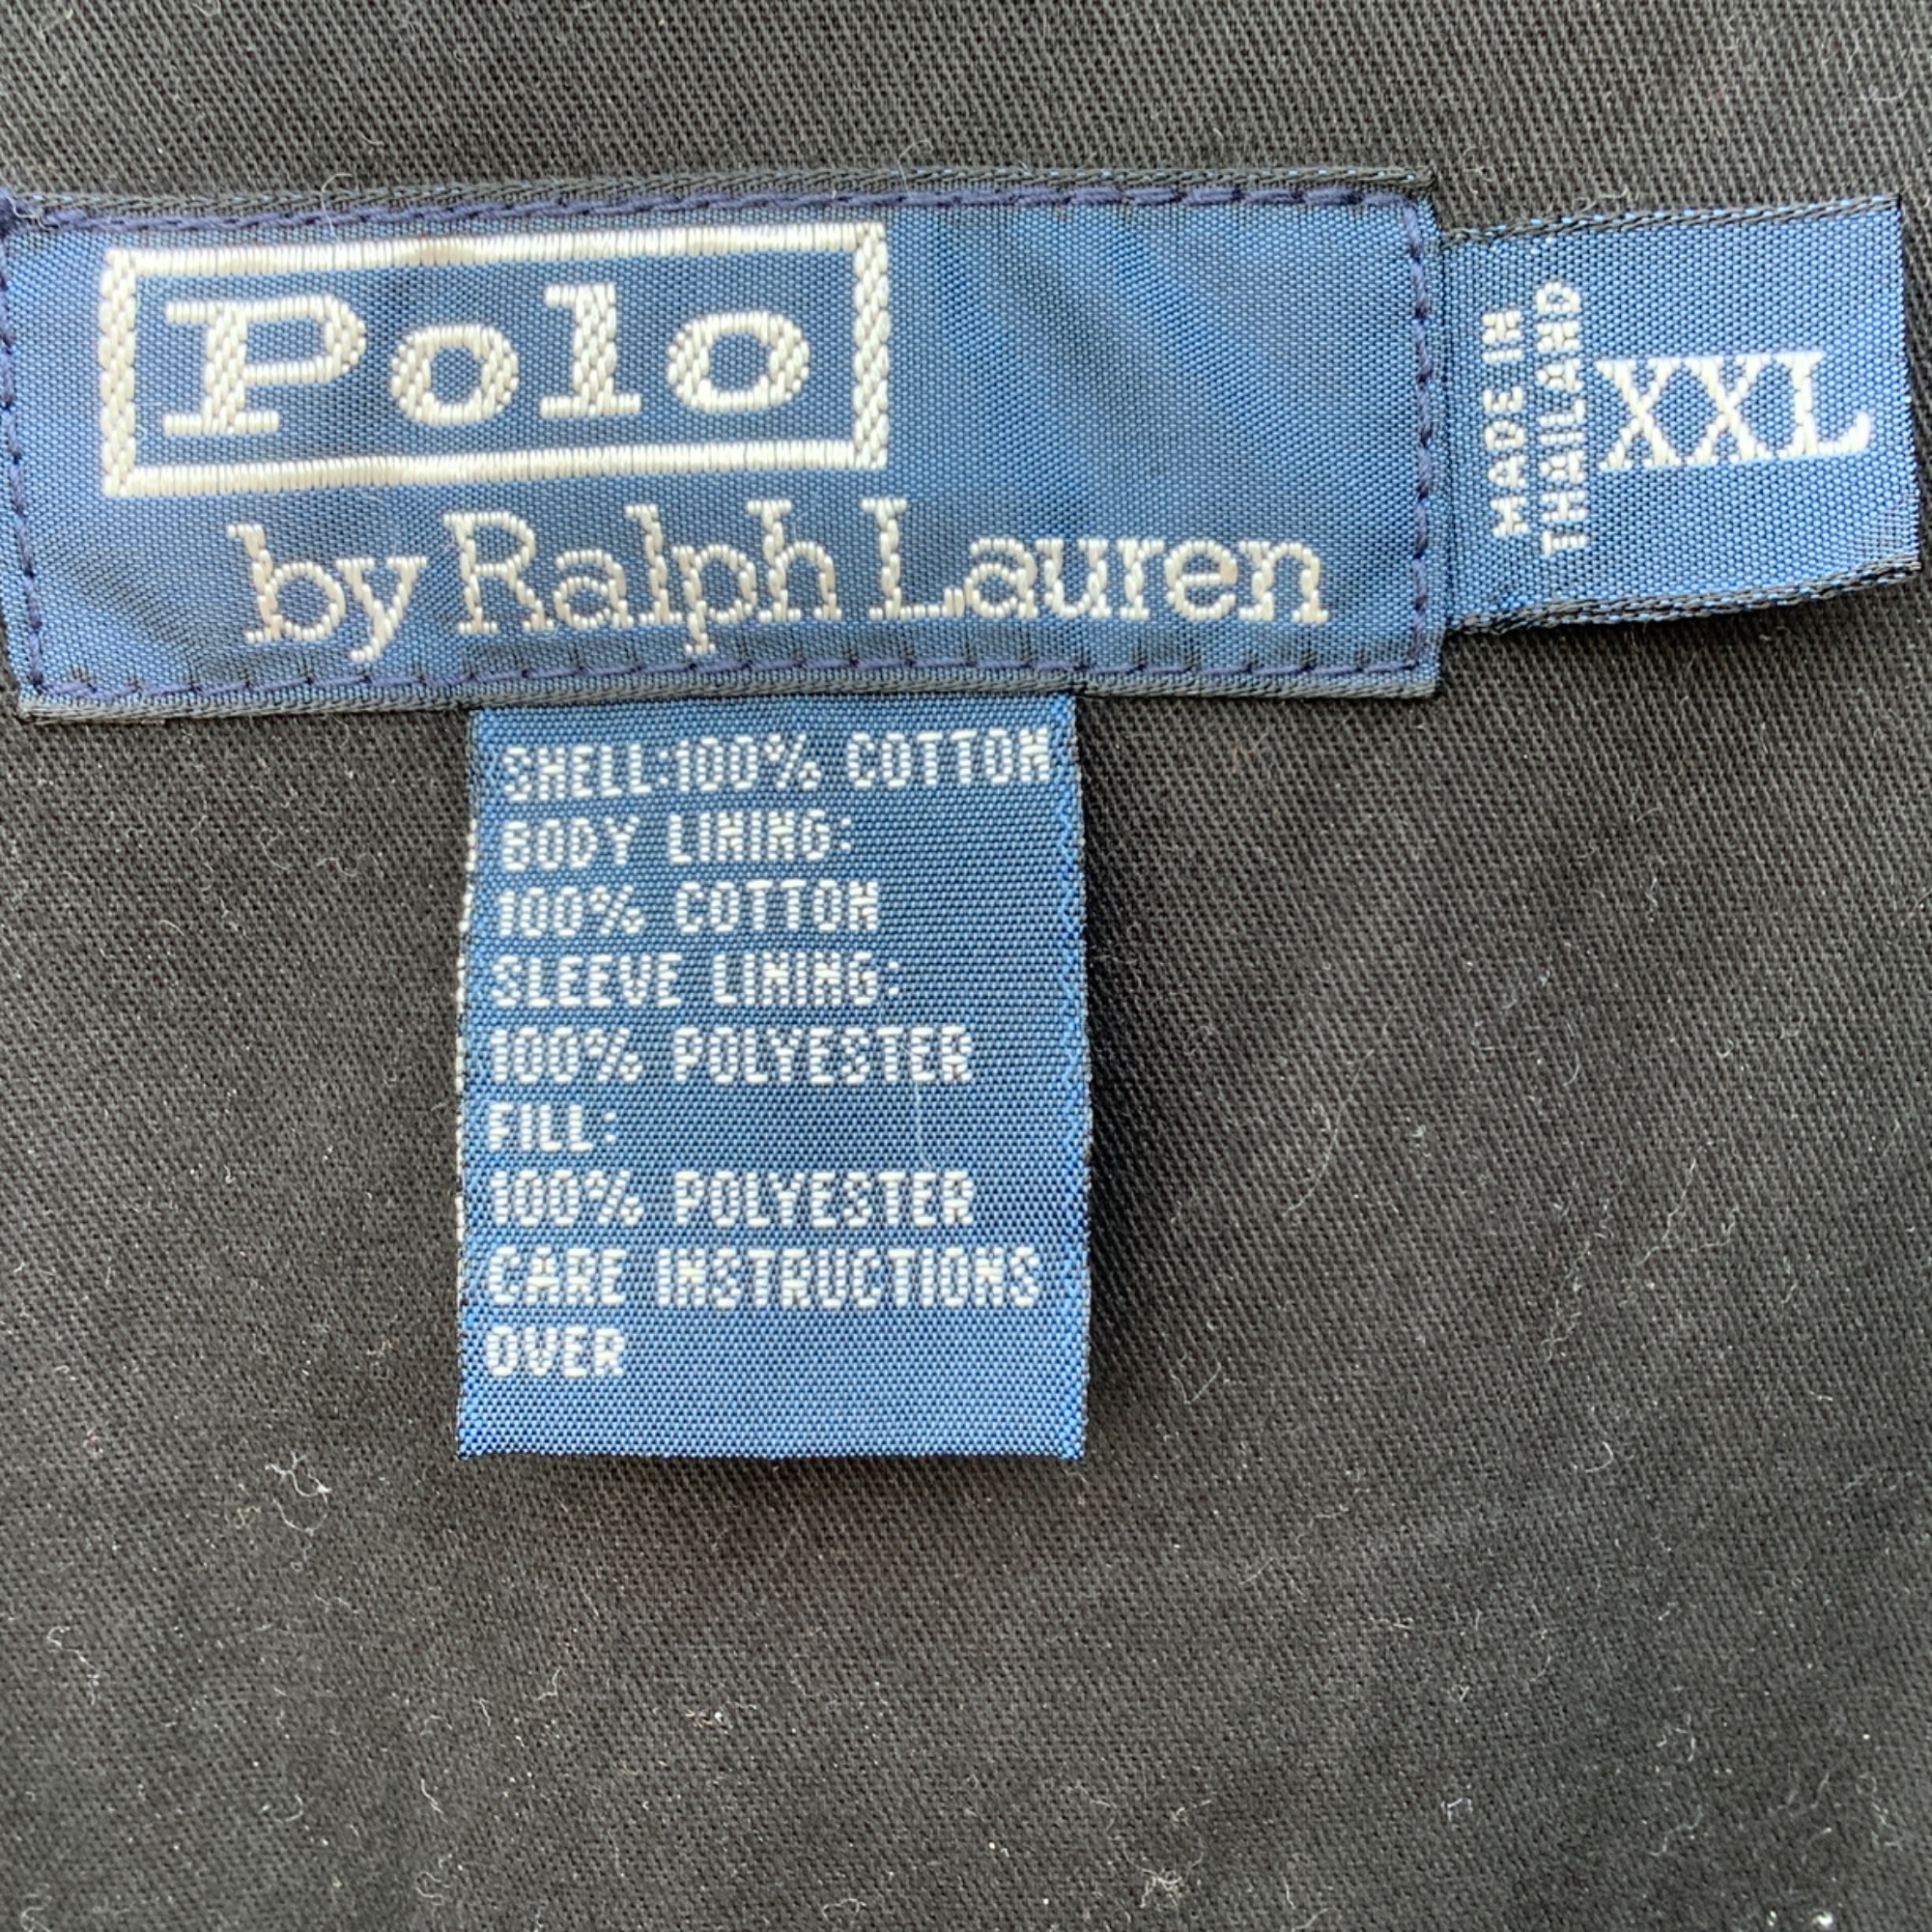 Polo
by Ralph Lauren
MADE IN
THAILAND
XXL
SHELL:100% COTTON
BODY LINING:
100% COTTON
SLEEVE LINING:
100% POLYESTER
FILL:
100% POLYESTER
CARE INSTRUCTIONS
OVER